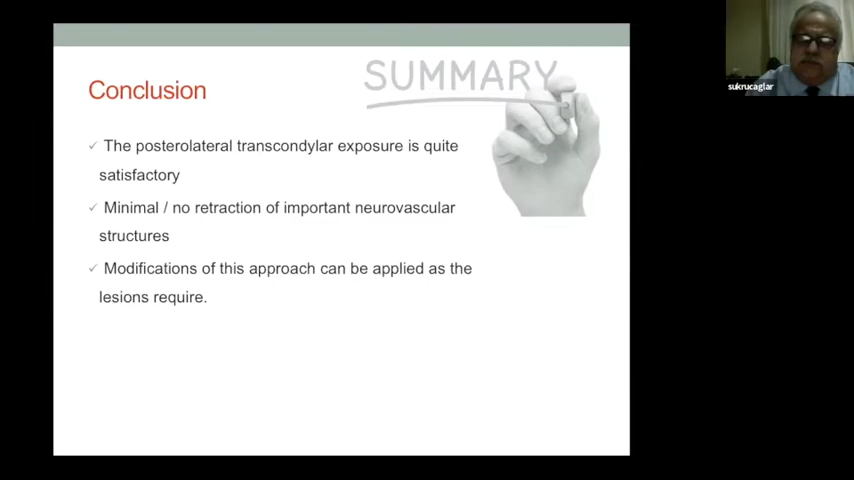 SUMMARY
Conclusion
✓ The posterolateral transcondylar exposure is quite
satisfactory
✓ Minimal / no retraction of important neurovascular
structures
✓ Modifications of this approach can be applied as the
lesions require.
sukrucaglar